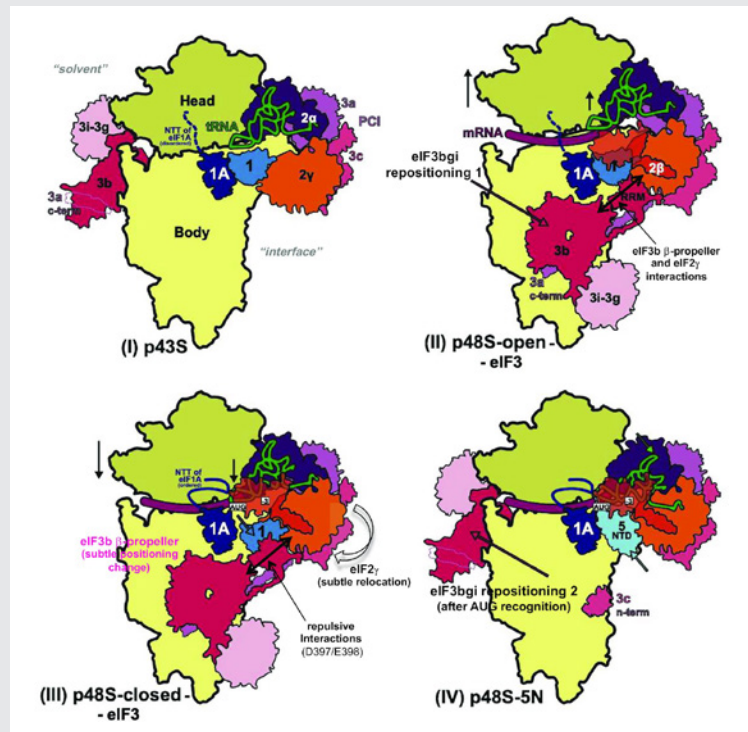 "solvent"
Head
3i-3g
NTT of
eIF1A
(disordered)
tRNA
2α
3a
PCI
3c
3b
1A
1
2γ
3a
c-term
Body
"interface"
(I) p43S
mRNA
eIF3bgi
repositioning 1
1A
1
2β
RRM
3b
eIF3b β-propeller
and eIF2γ
interactions
3a
c-term
3i-3g
(II) p48S-open -
- eIF3
NTT of
eIF1A
(ordered)
AUG
1A
1
eIF3b β-propeller
(subtle positioning
change)
eIF2γ
(subtle relocation)
repulsive
Interactions
(D397/E398)
(III) p48S-closed -
- eIF3
AUG
1A
5
NTD
eIF3bgi repositioning 2
(after AUG recognition)
3c
n-term
(IV) p48S-5N